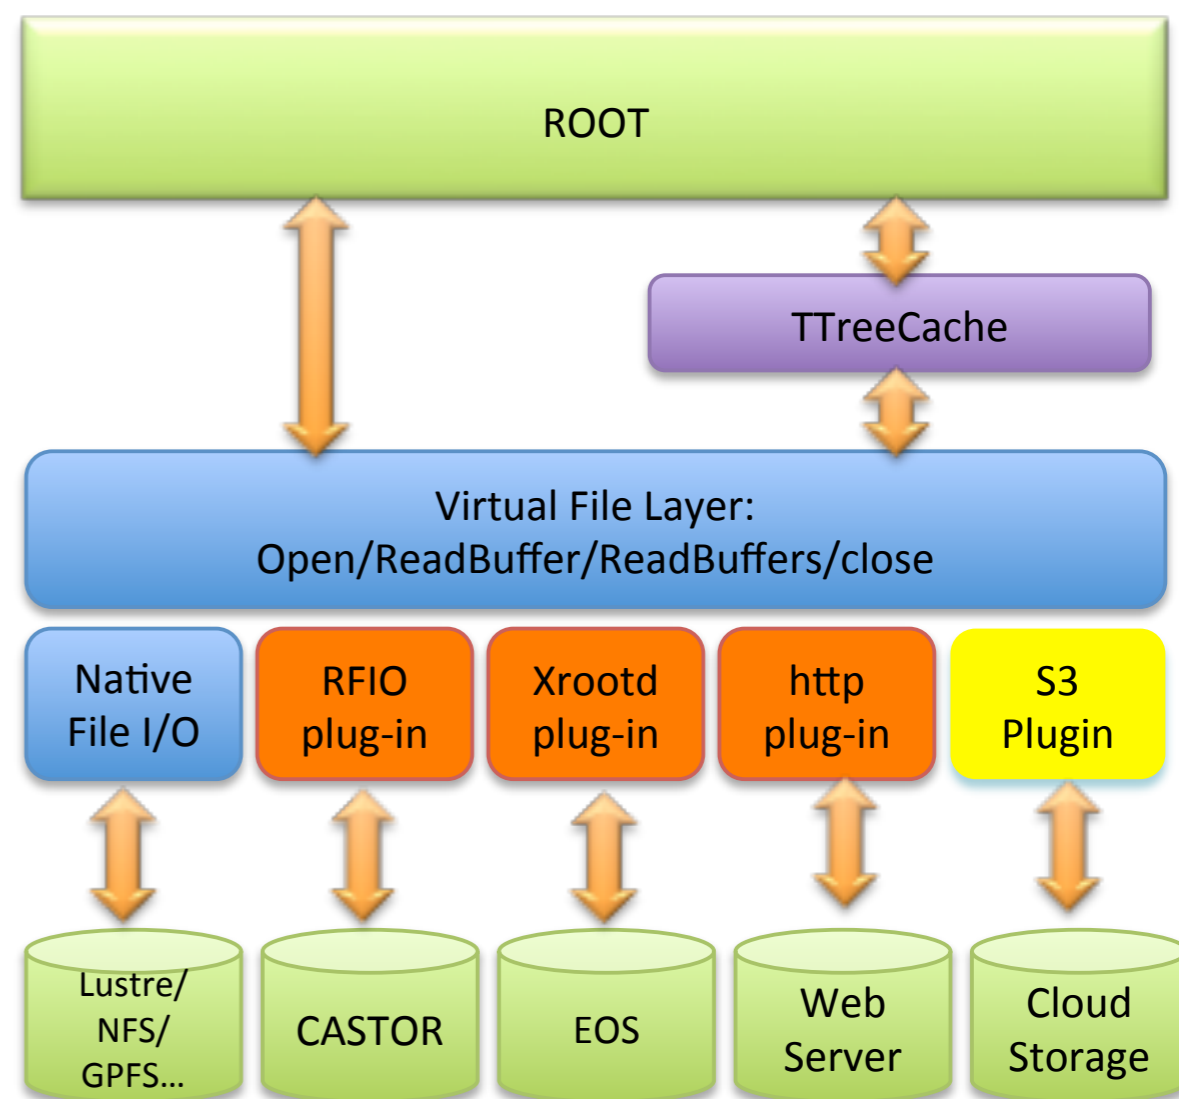 ROOT
TTreeCache
Virtual File Layer:
Open/ReadBuffer/ReadBuffers/close
Native
File I/O
RFIO
plug-in
Xrootd
plug-in
http
plug-in
S3
Plugin
Lustre/
NFS/
GPFS...
CASTOR
EOS
Web
Server
Cloud
Storage